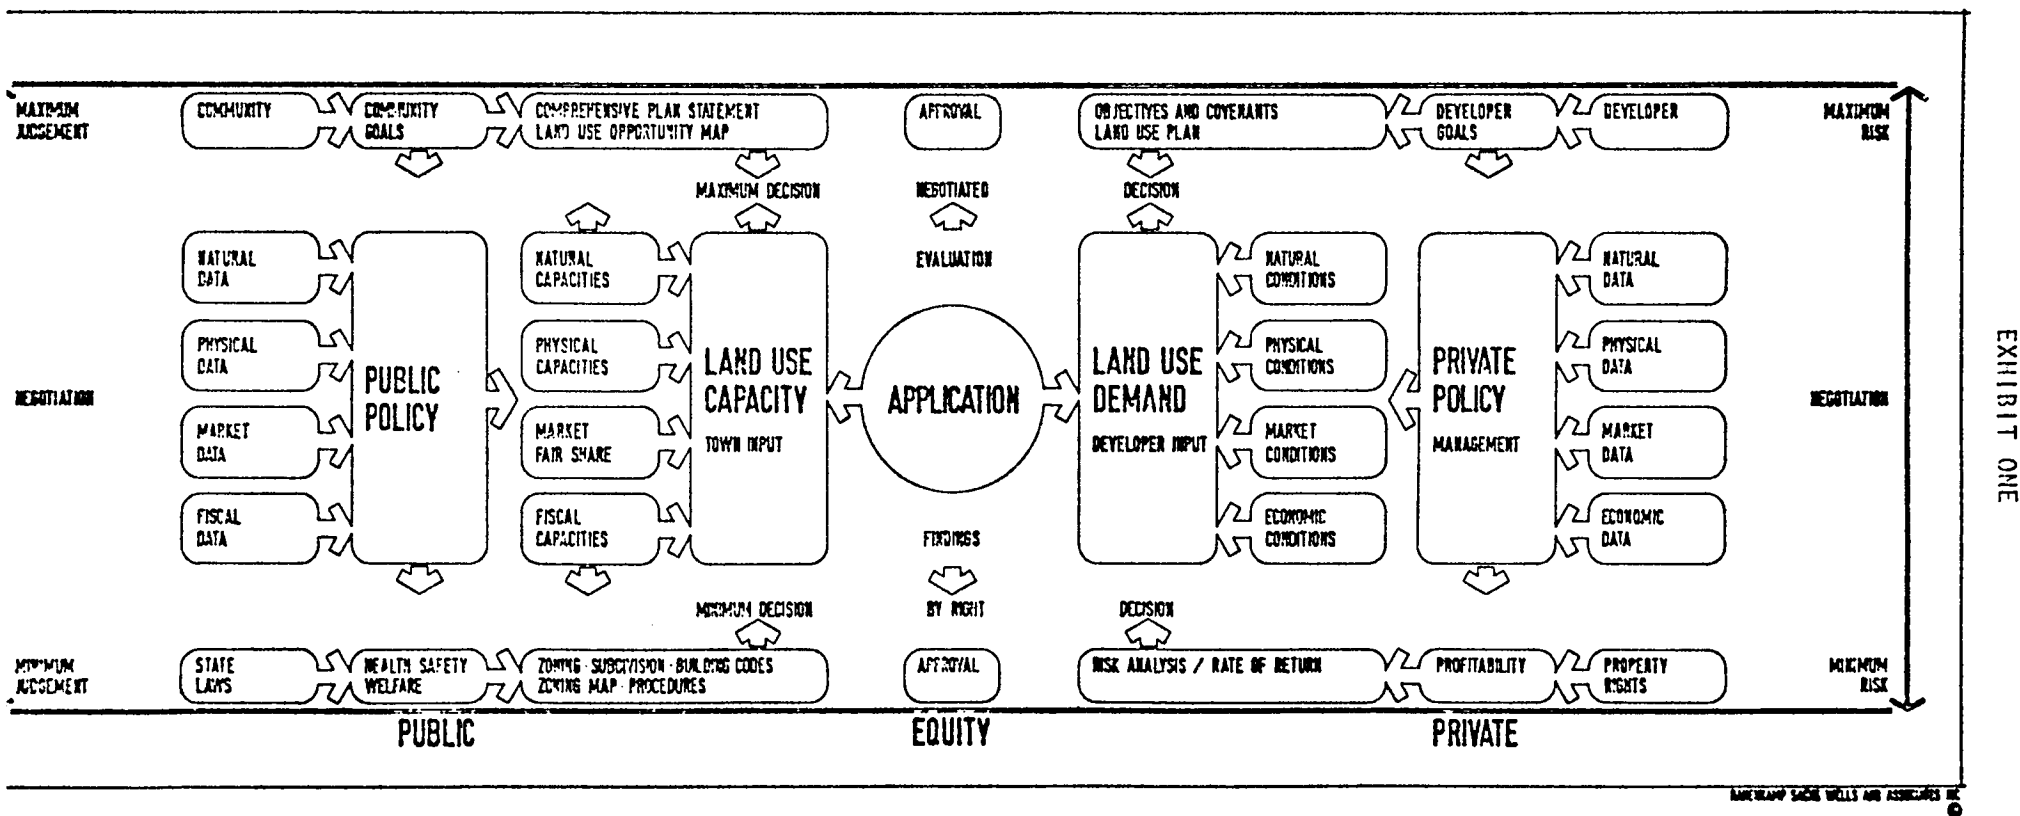 MAXIMUM
JUDGEMENT
COMMUNITY
COMMUNITY
GOALS
COMPREHENSIVE PLAN STATEMENT
LAND USE OPPORTUNITY MAP
APPROVAL
OBJECTIVES AND COVENANTS
LAND USE PLAN
DEVELOPER
GOALS
DEVELOPER
MAXIMUM
RISK
MAXIMUM DECISION
NEGOTIATED
DECISION
NATURAL
DATA
NATURAL
CAPACITIES
EVALUATION
NATURAL
CONDITIONS
NATURAL
DATA
PHYSICAL
DATA
PHYSICAL
CAPACITIES
PHYSICAL
CONDITIONS
PHYSICAL
DATA
NEGOTIATION
PUBLIC
POLICY
LAND USE
CAPACITY
TOWN INPUT
APPLICATION
LAND USE
DEMAND
DEVELOPER INPUT
PRIVATE
POLICY
MANAGEMENT
NEGOTIATION
MARKET
DATA
MARKET
FAIR SHARE
MARKET
CONDITIONS
MARKET
DATA
FISCAL
DATA
FISCAL
CAPACITIES
FINDINGS
ECONOMIC
CONDITIONS
ECONOMIC
DATA
MINIMUM DECISION
BY RIGHT
DECISION
MINIMUM
JUDGEMENT
STATE
LAWS
HEALTH SAFETY
WELFARE
ZONING · SUBDIVISION · BUILDING CODES
ZONING MAP · PROCEDURES
APPROVAL
RISK ANALYSIS / RATE OF RETURN
PROFITABILITY
PROPERTY
RIGHTS
MINIMUM
RISK
PUBLIC
EQUITY
PRIVATE
EXHIBIT ONE
SACHS WELLS AND ASSOCIATES INC
©